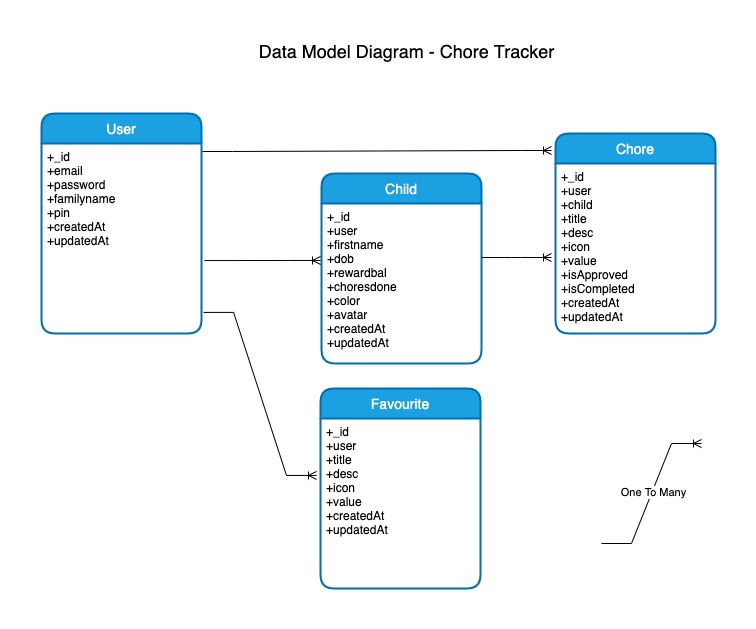 Data Model Diagram - Chore Tracker
User
+_id
+email
+password
+familyname
+pin
+createdAt
+updatedAt
Child
+_id
+user
+firstname
+dob
+rewardbal
+choresdone
+color
+avatar
+createdAt
+updatedAt
Chore
+_id
+user
+child
+title
+desc
+icon
+value
+isApproved
+isCompleted
+createdAt
+updatedAt
Favourite
+_id
+user
+title
+desc
+icon
+value
+createdAt
+updatedAt
One To Many